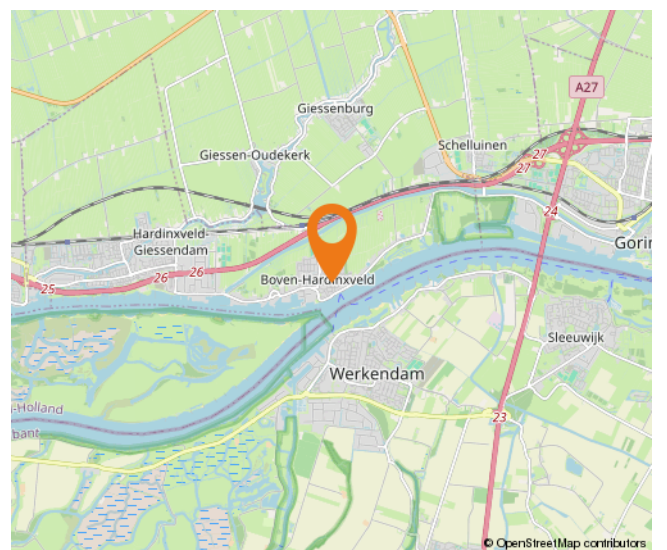 A27
Giessenburg
Schelluinen
Giessen-Oudekerk
27
27
24
Hardinxveld-
Giessendam
Gorin
26
26
25
Boven-Hardinxveld
Sleeuwijk
Werkendam
-Holland
bant
23
© OpenStreetMap contributors